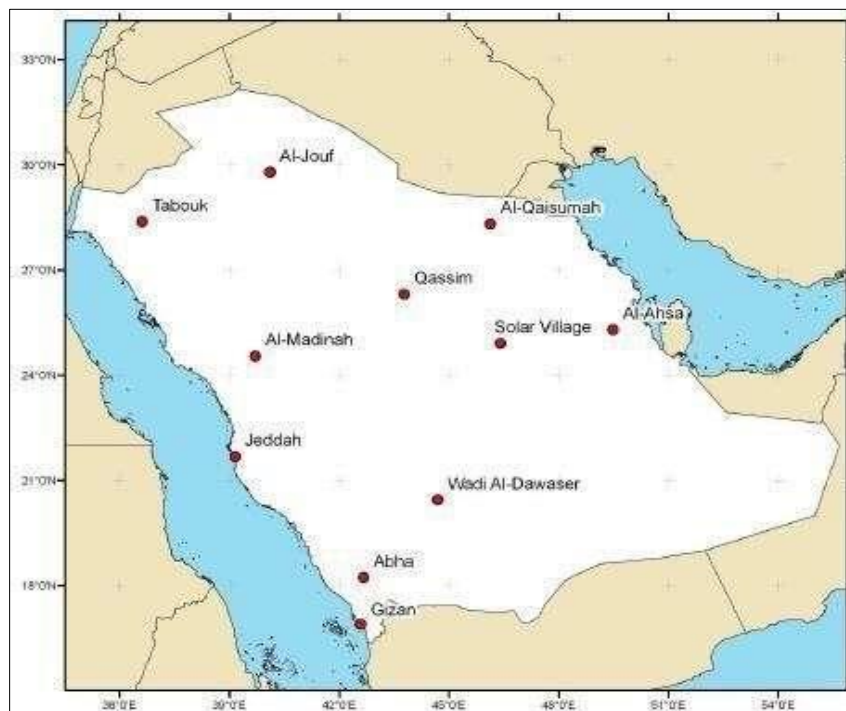 33°0'N
30°0'N
27°0'N
24°0'N
21°0'N
18°0'N
Al-Jouf
Tabouk
Al-Qaisumah
Qassim
Al-Ahsa
Solar Village
Al-Madinah
Jeddah
Wadi Al-Dawaser
Abha
Gizan
36°0'E
39°0'E
42°0'E
45°0'E
48°0'E
51°0'E
54°0'E